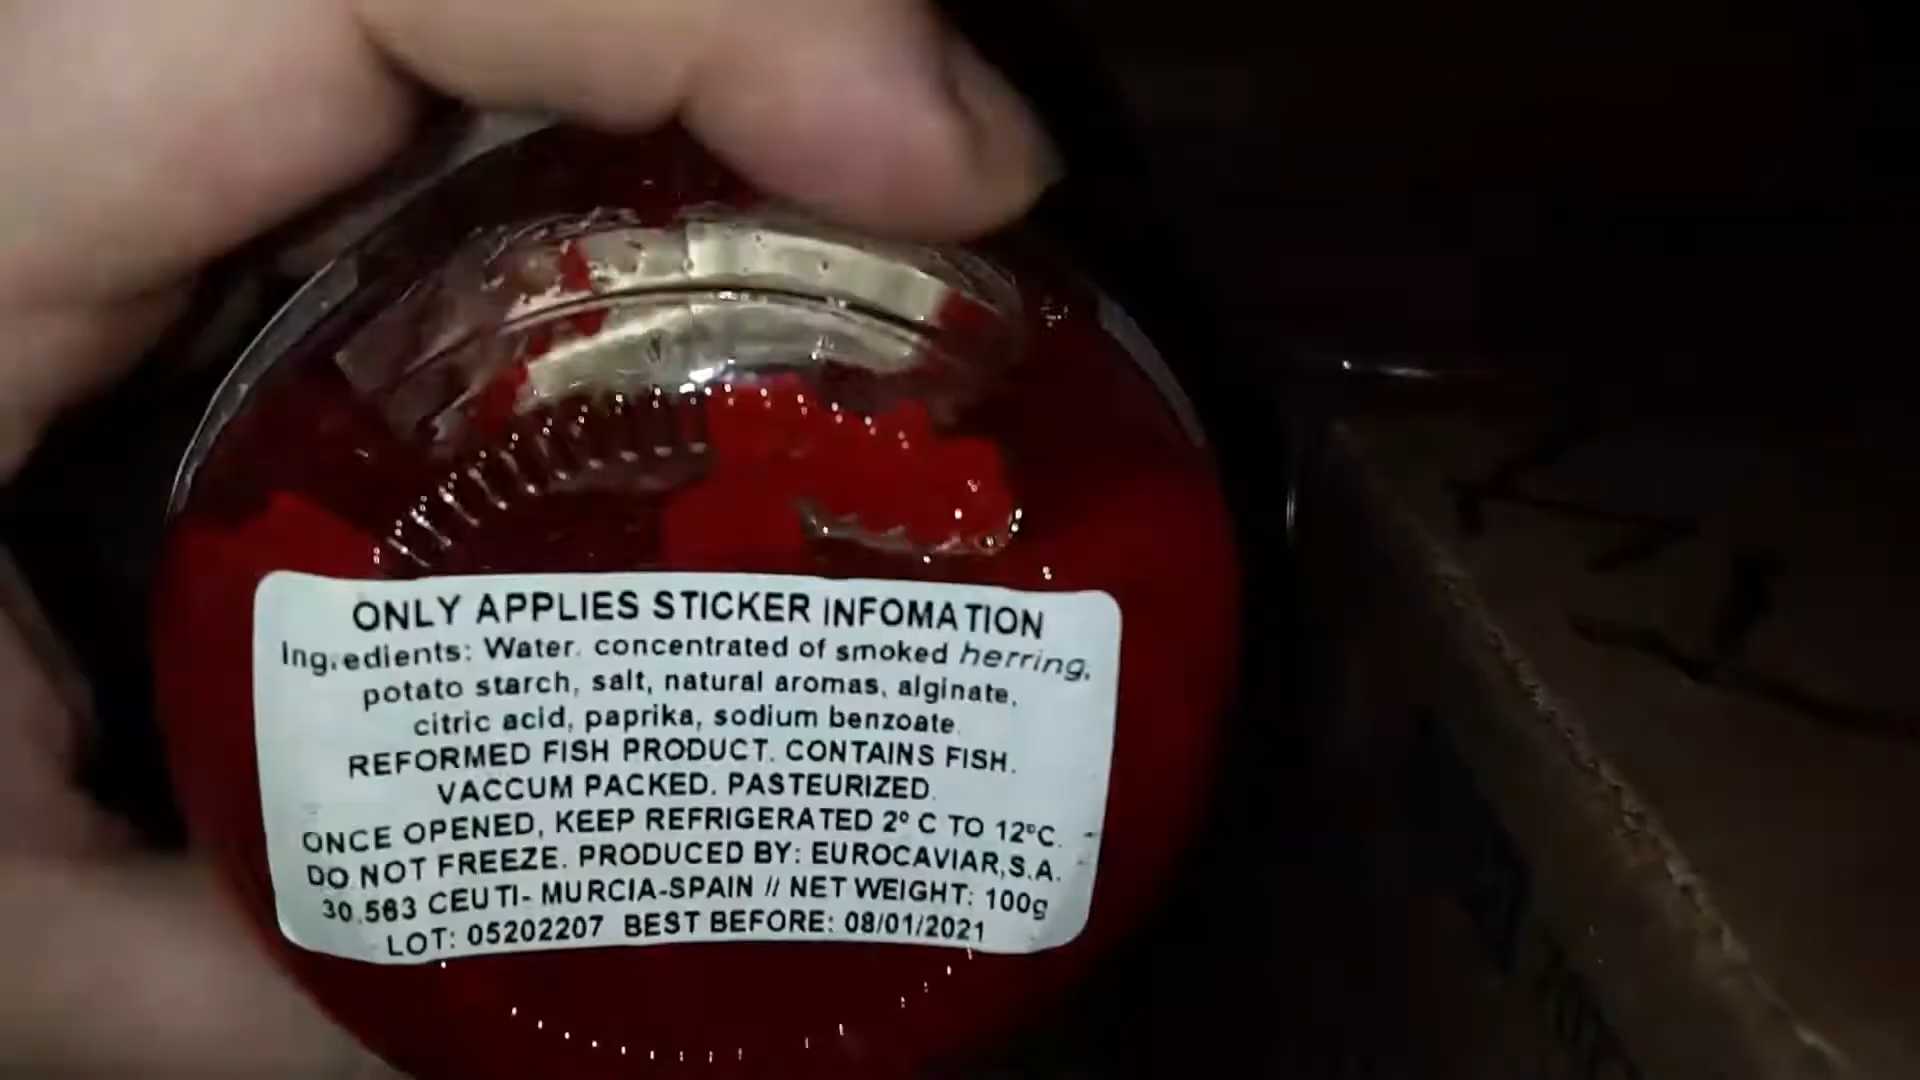 ONLY APPLIES STICKER INFOMATION
Ingredients: Water. concentrated of smoked herring,
potato starch, salt, natural aromas, alginate,
citric acid, paprika, sodium benzoate.
REFORMED FISH PRODUCT. CONTAINS FISH.
VACCUM PACKED. PASTEURIZED.
ONCE OPENED, KEEP REFRIGERATED 2º C TO 12ºC.
DO NOT FREEZE. PRODUCED BY: EUROCAVIAR,S.A.
30.563 CEUTI- MURCIA-SPAIN // NET WEIGHT: 100g
LOT: 05202207 BEST BEFORE: 08/01/2021